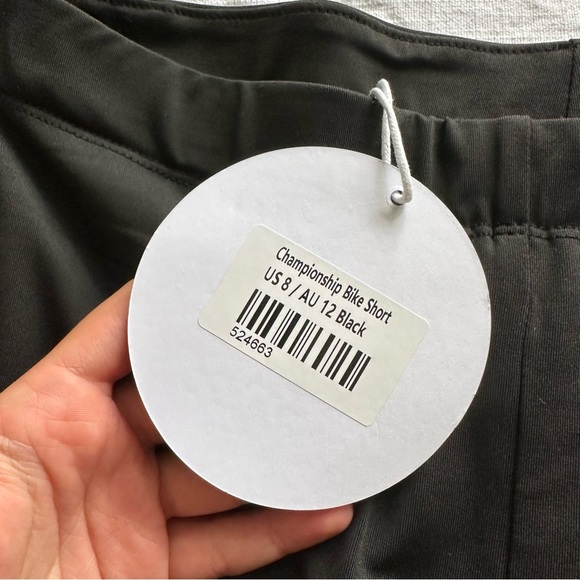 Championship Bike Short
US 8 / AU 12 Black
524663